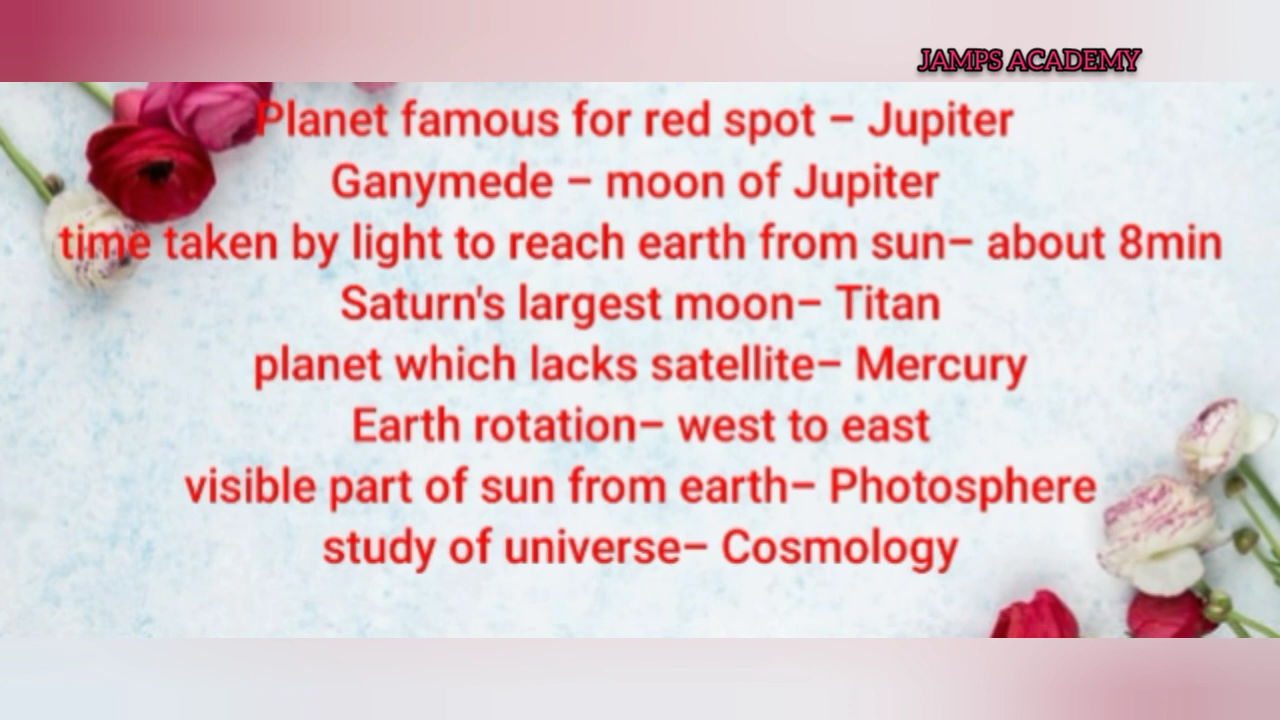 JAMPS ACADEMY
Planet famous for red spot – Jupiter
Ganymede – moon of Jupiter
time taken by light to reach earth from sun– about 8min
Saturn's largest moon– Titan
planet which lacks satellite– Mercury
Earth rotation– west to east
visible part of sun from earth– Photosphere
study of universe– Cosmology